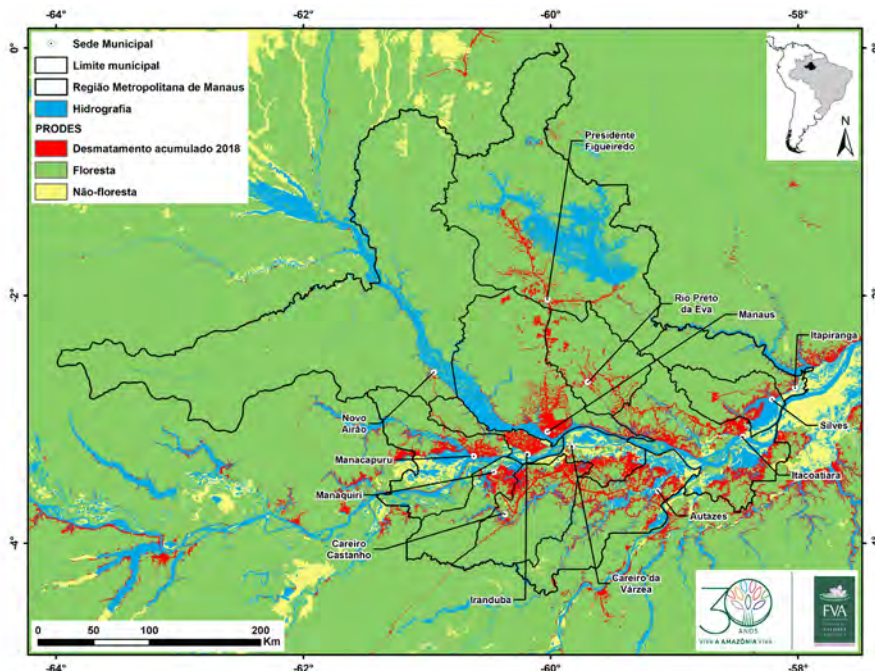 -64°
-62°
-60°
-58°
0°
Sede Municipal
Limite municipal
Região Metropolitana de Manaus
Hidrografia
PRODES
Desmatamento acumulado 2018
Floresta
Não-floresta
N
Presidente
Figueiredo
2°
Rio Preto
da Eva
Manaus
Itapiranga
Novo
Airão
Silves
Manacapuru
Itacoatiara
Manaquiri
Autazes
4°
Careiro
Castanho
Careiro da
Várzea
Iranduba
30
ANOS
VIVA A AMAZÔNIA VIVA
FVA
0 50 100 200
Km
-64°
-62°
-60°
-58°